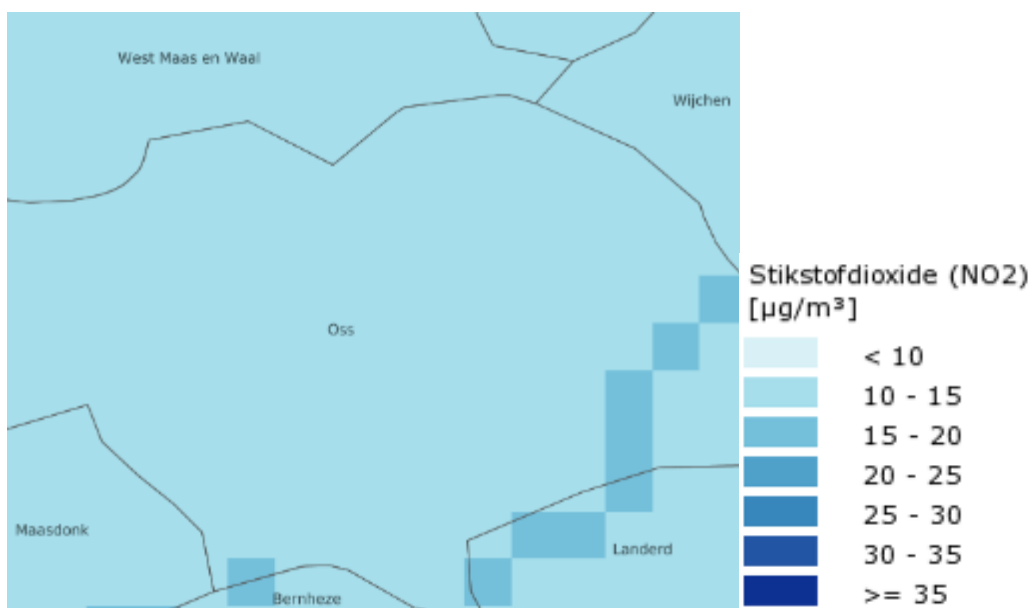 West Maas en Waal
Wijchen
Oss
Maasdonk
Landerd
Bernheze
Stikstofdioxide (NO2)
[µg/m³]
< 10
10 - 15
15 - 20
20 - 25
25 - 30
30 - 35
>= 35